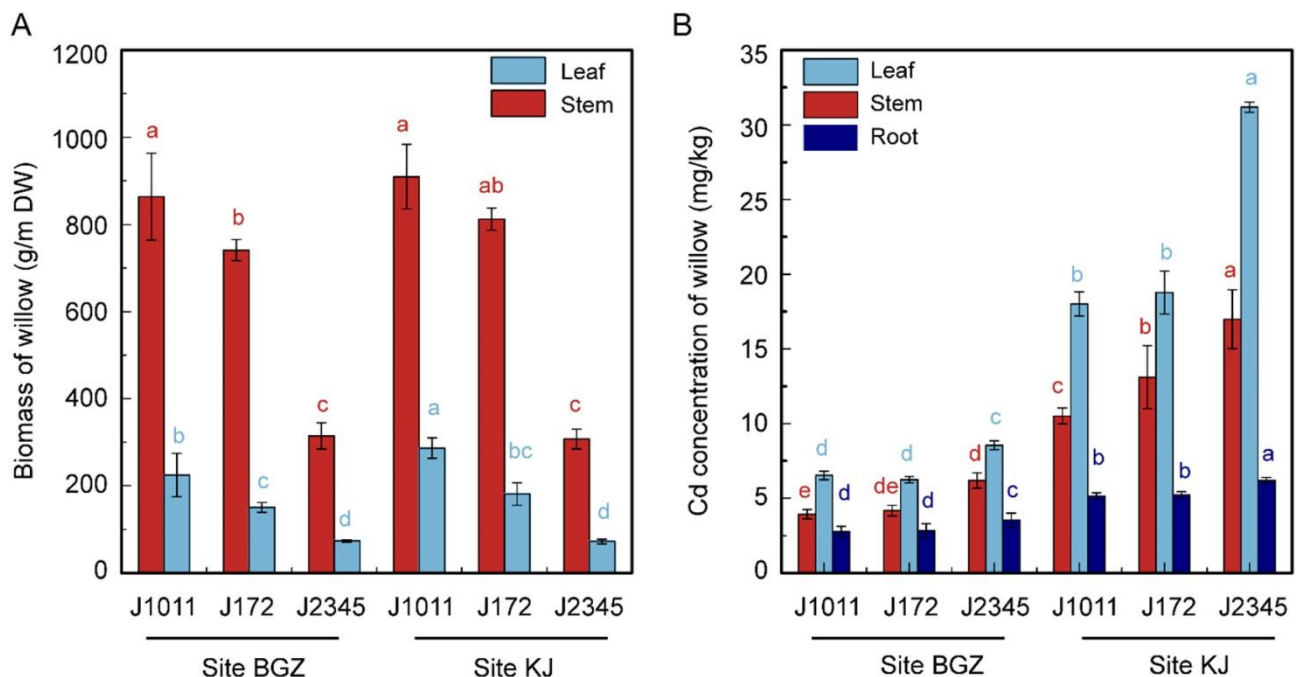 A
Biomass of willow (g/m DW)
1200
1000
800
600
400
200
0
Leaf
Stem
a
b
b
c
c
d
a
a
ab
bc
c
d
J1011 J172 J2345 J1011 J172 J2345
Site BGZ Site KJ
B
Cd concentration of willow (mg/kg)
35
30
25
20
15
10
5
0
Leaf
Stem
Root
e
d
d
de
d
d
d
c
c
c
b
b
b
b
b
a
a
a
J1011 J172 J2345 J1011 J172 J2345
Site BGZ Site KJ